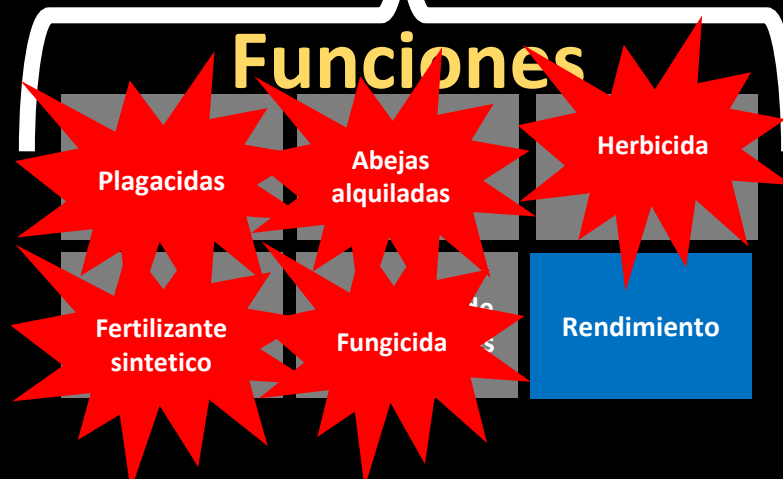 Funciones
Plagacidas
Abejas
alquiladas
Herbicida
Fertilizante
sintetico
Fungicida
Rendimiento